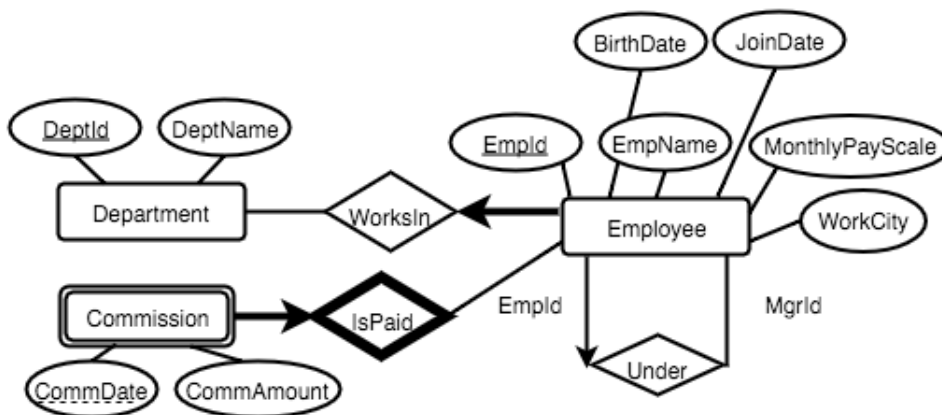 BirthDate
JoinDate
DeptId
DeptName
EmpId
EmpName
MonthlyPayScale
Department
WorksIn
Employee
WorkCity
Commission
IsPaid
EmpId
MgrId
Under
CommDate
CommAmount